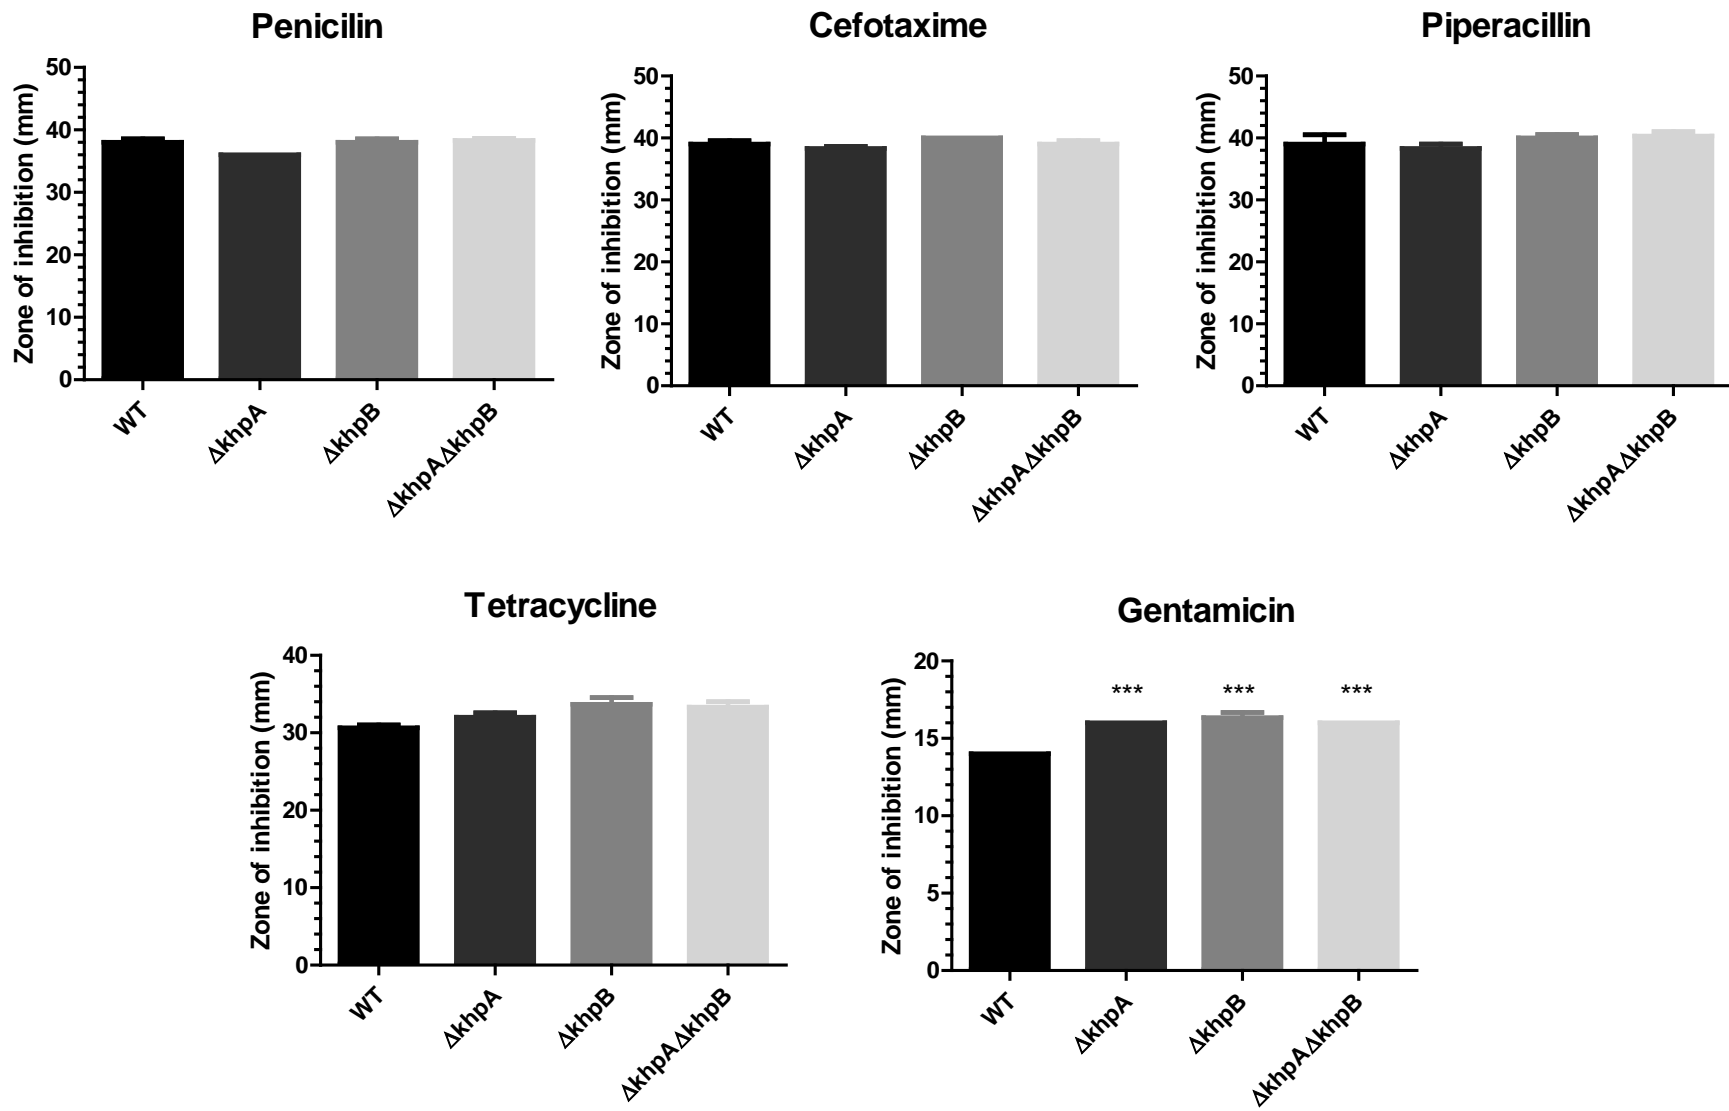 Penicilin
Zone of inhibition (mm)
50
40
30
20
10
0
WT
ΔkhpA
ΔkhpB
ΔkhpAΔkhpB
Cefotaxime
Zone of inhibition (mm)
50
40
30
20
10
0
WT
ΔkhpA
ΔkhpB
ΔkhpAΔkhpB
Piperacillin
Zone of inhibition (mm)
50
40
30
20
10
0
WT
ΔkhpA
ΔkhpB
ΔkhpAΔkhpB
Tetracycline
Zone of inhibition (mm)
40
30
20
10
0
WT
ΔkhpA
ΔkhpB
ΔkhpAΔkhpB
Gentamicin
Zone of inhibition (mm)
20
15
10
5
0
*** *** ***
WT
ΔkhpA
ΔkhpB
ΔkhpAΔkhpB